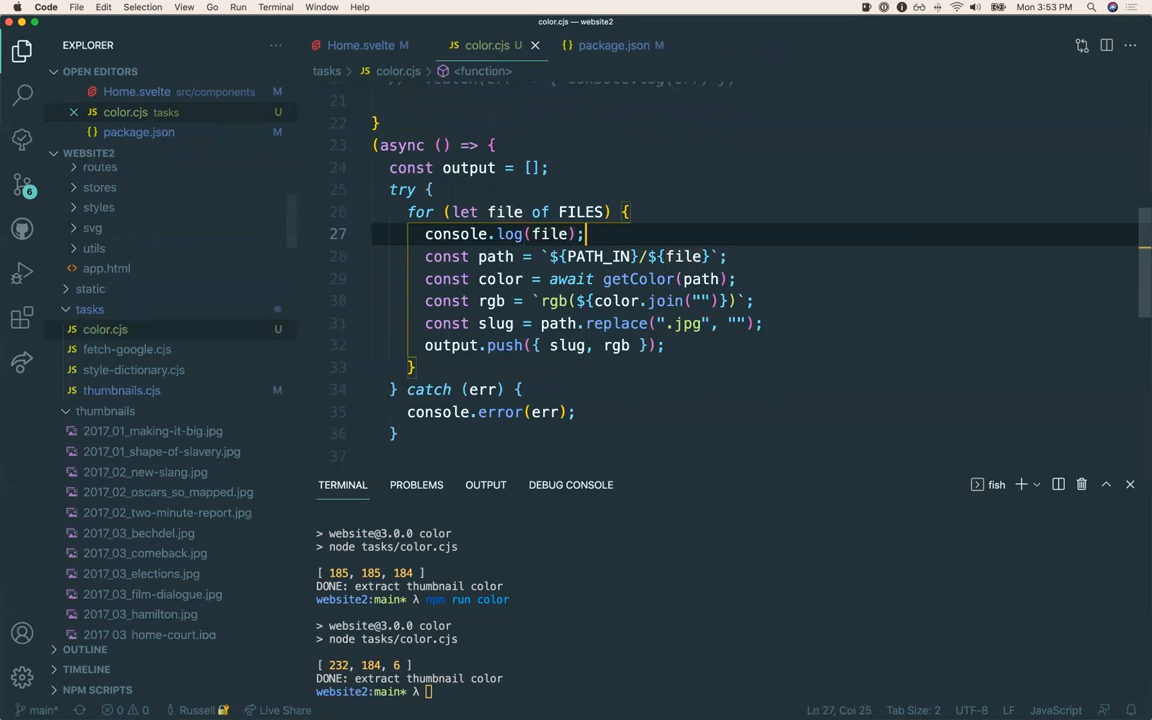 Code File Edit Selection View Go Run Terminal Window Help Mon 3:53 PM
color.cjs — website2
EXPLORER
OPEN EDITORS
Home.svelte src/components M
color.cjs tasks U
package.json M
WEBSITE2
routes
stores
styles
svg
utils
app.html
static
tasks
color.cjs U
fetch-google.cjs
style-dictionary.cjs
thumbnails.cjs M
thumbnails
2017_01_making-it-big.jpg
2017_01_shape-of-slavery.jpg
2017_02_new-slang.jpg
2017_02_oscars_so_mapped.jpg
2017_02_two-minute-report.jpg
2017_03_bechdel.jpg
2017_03_comeback.jpg
2017_03_elections.jpg
2017_03_film-dialogue.jpg
2017_03_hamilton.jpg
2017_03_home-court.jpg
OUTLINE
TIMELINE
NPM SCRIPTS
6
Home.svelte M
JS color.cjs U
{} package.json M
tasks > JS color.cjs > <function>
21
22 }
23 (async () => {
24 const output = [];
25 try {
26 for (let file of FILES) {
27 console.log(file);
28 const path = `${PATH_IN}/${file}`;
29 const color = await getColor(path);
30 const rgb = `rgb(${color.join("")})`;
31 const slug = path.replace(".jpg", "");
32 output.push({ slug, rgb });
33 }
34 } catch (err) {
35 console.error(err);
36 }
37
TERMINAL PROBLEMS OUTPUT DEBUG CONSOLE fish
> website@3.0.0 color
> node tasks/color.cjs
[ 185, 185, 184 ]
DONE: extract thumbnail color
website2:main* λ npm run color
> website@3.0.0 color
> node tasks/color.cjs
[ 232, 184, 6 ]
DONE: extract thumbnail color
website2:main* λ
main* 0 0 Russell Live Share Ln 27, Col 25 Tab Size: 2 UTF-8 LF JavaScript